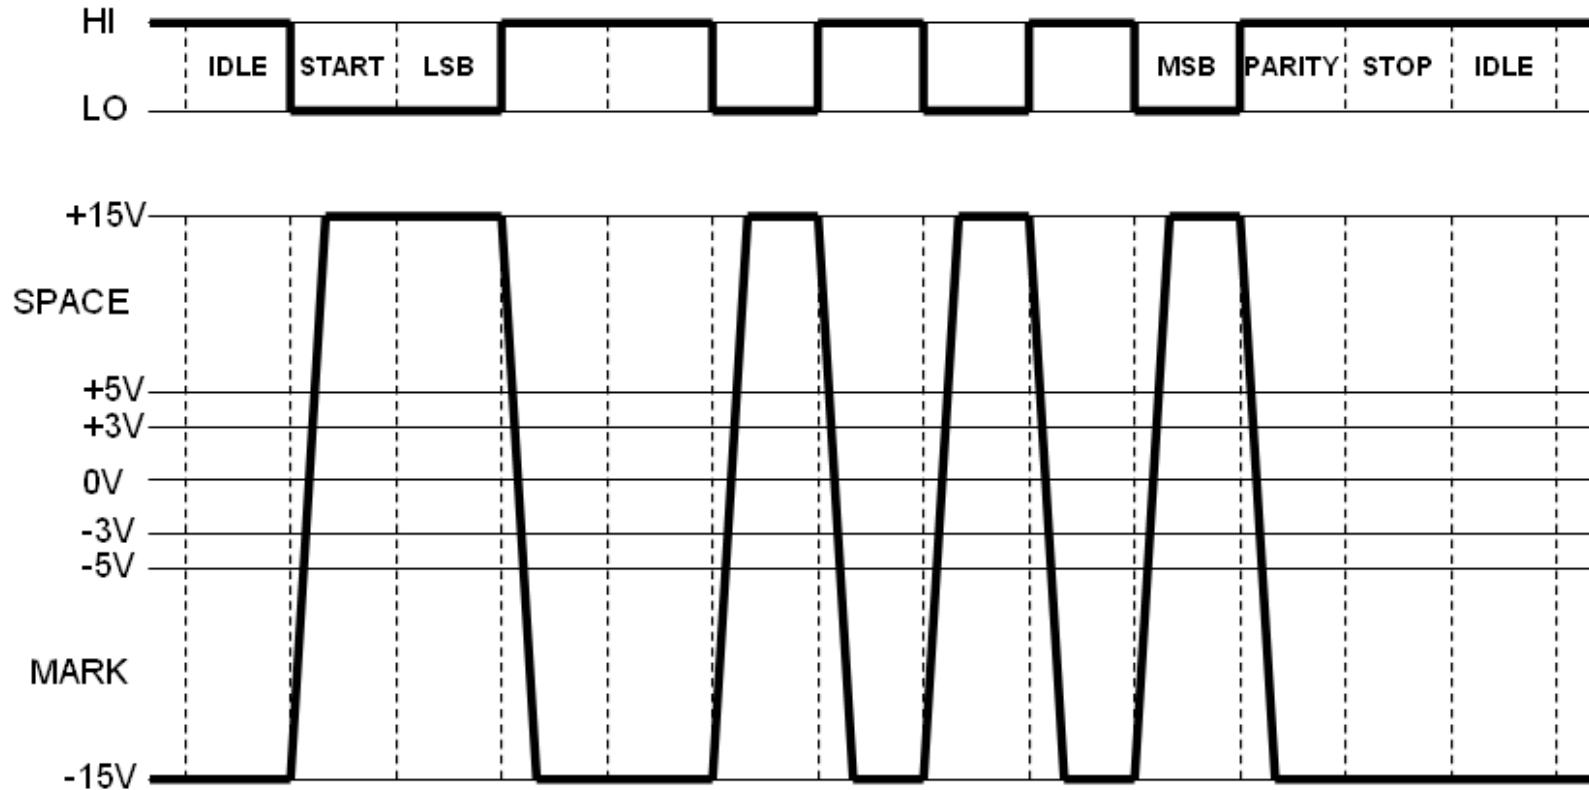 HI
IDLE START LSB MSB PARITY STOP IDLE
LO
+15V
SPACE
+5V
+3V
0V
-3V
-5V
MARK
-15V